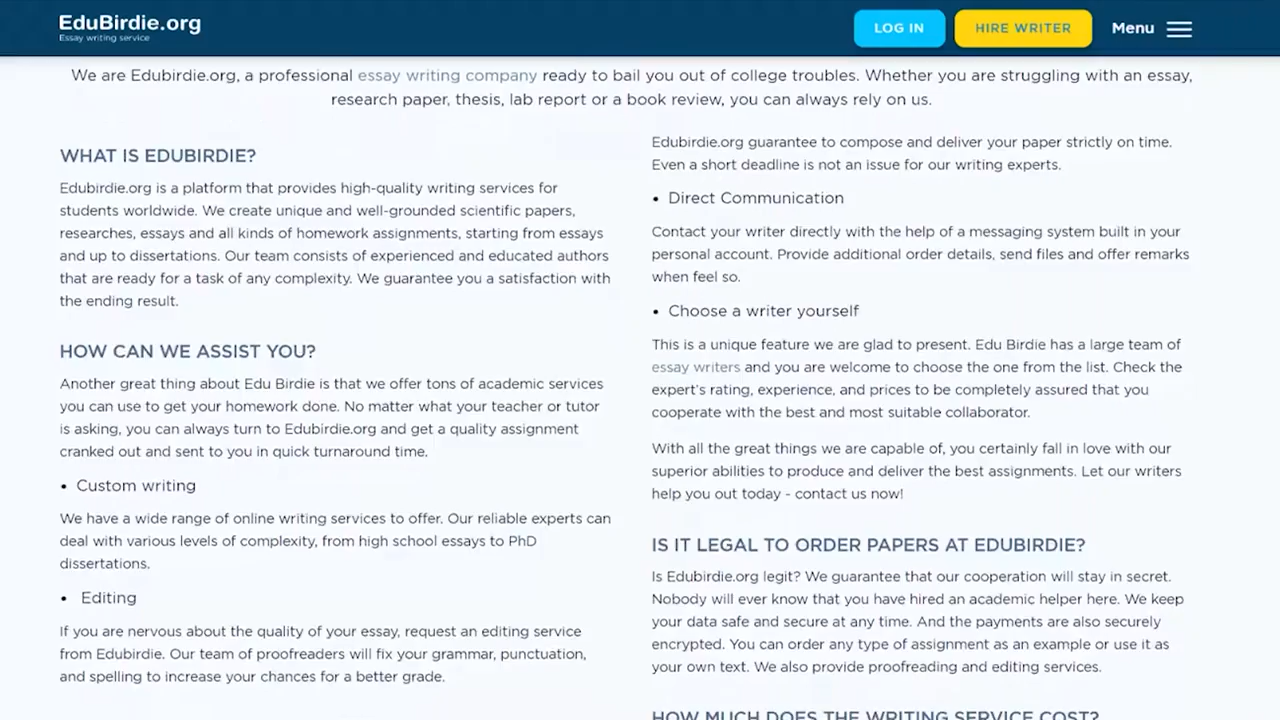 EduBirdie.org
Essay writing service
LOG IN
HIRE WRITER
Menu
We are Edubirdie.org, a professional essay writing company ready to bail you out of college troubles. Whether you are struggling with an essay,
research paper, thesis, lab report or a book review, you can always rely on us.
WHAT IS EDUBIRDIE?
Edubirdie.org is a platform that provides high-quality writing services for
students worldwide. We create unique and well-grounded scientific papers,
researches, essays and all kinds of homework assignments, starting from essays
and up to dissertations. Our team consists of experienced and educated authors
that are ready for a task of any complexity. We guarantee you a satisfaction with
the ending result.
HOW CAN WE ASSIST YOU?
Another great thing about Edu Birdie is that we offer tons of academic services
you can use to get your homework done. No matter what your teacher or tutor
is asking, you can always turn to Edubirdie.org and get a quality assignment
cranked out and sent to you in quick turnaround time.
• Custom writing
We have a wide range of online writing services to offer. Our reliable experts can
deal with various levels of complexity, from high school essays to PhD
dissertations.
• Editing
If you are nervous about the quality of your essay, request an editing service
from Edubirdie. Our team of proofreaders will fix your grammar, punctuation,
and spelling to increase your chances for a better grade.
Edubirdie.org guarantee to compose and deliver your paper strictly on time.
Even a short deadline is not an issue for our writing experts.
• Direct Communication
Contact your writer directly with the help of a messaging system built in your
personal account. Provide additional order details, send files and offer remarks
when feel so.
• Choose a writer yourself
This is a unique feature we are glad to present. Edu Birdie has a large team of
essay writers and you are welcome to choose the one from the list. Check the
expert's rating, experience, and prices to be completely assured that you
cooperate with the best and most suitable collaborator.
With all the great things we are capable of, you certainly fall in love with our
superior abilities to produce and deliver the best assignments. Let our writers
help you out today - contact us now!
IS IT LEGAL TO ORDER PAPERS AT EDUBIRDIE?
Is Edubirdie.org legit? We guarantee that our cooperation will stay in secret.
Nobody will ever know that you have hired an academic helper here. We keep
your data safe and secure at any time. And the payments are also securely
encrypted. You can order any type of assignment as an example or use it as
your own text. We also provide proofreading and editing services.
HOW MUCH DOES THE WRITING SERVICE COST?